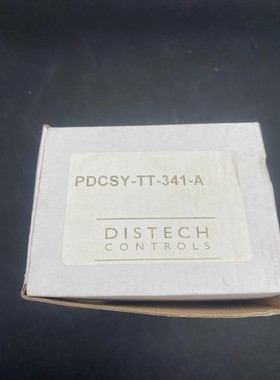 PDCSY-TT-341-A
DISTECH
CONTROLS